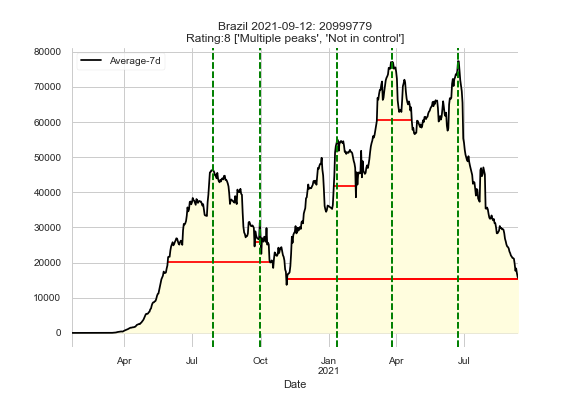 Brazil 2021-09-12: 20999779
Rating:8 ['Multiple peaks', 'Not in control']
80000
Average-7d
70000
60000
50000
40000
30000
20000
10000
0
Apr Jul Oct Jan Apr Jul
2021
Date